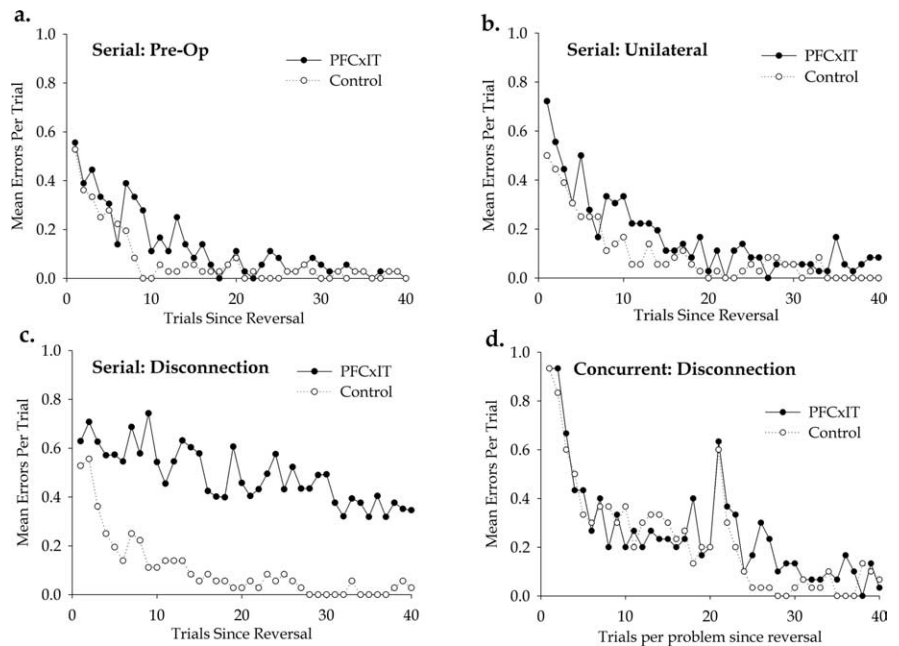 a.
Serial: Pre-Op
PFCxIT
Control
Mean Errors Per Trial
1.0
0.8
0.6
0.4
0.2
0.0
0 10 20 30 40
Trials Since Reversal
b.
Serial: Unilateral
PFCxIT
Control
Mean Errors Per Trial
1.0
0.8
0.6
0.4
0.2
0.0
0 10 20 30 40
Trials Since Reversal
c.
Serial: Disconnection
PFCxIT
Control
Mean Errors Per Trial
1.0
0.8
0.6
0.4
0.2
0.0
0 10 20 30 40
Trials Since Reversal
d.
Concurrent: Disconnection
PFCxIT
Control
Mean Errors Per Trial
1.0
0.8
0.6
0.4
0.2
0.0
0 10 20 30 40
Trials per problem since reversal